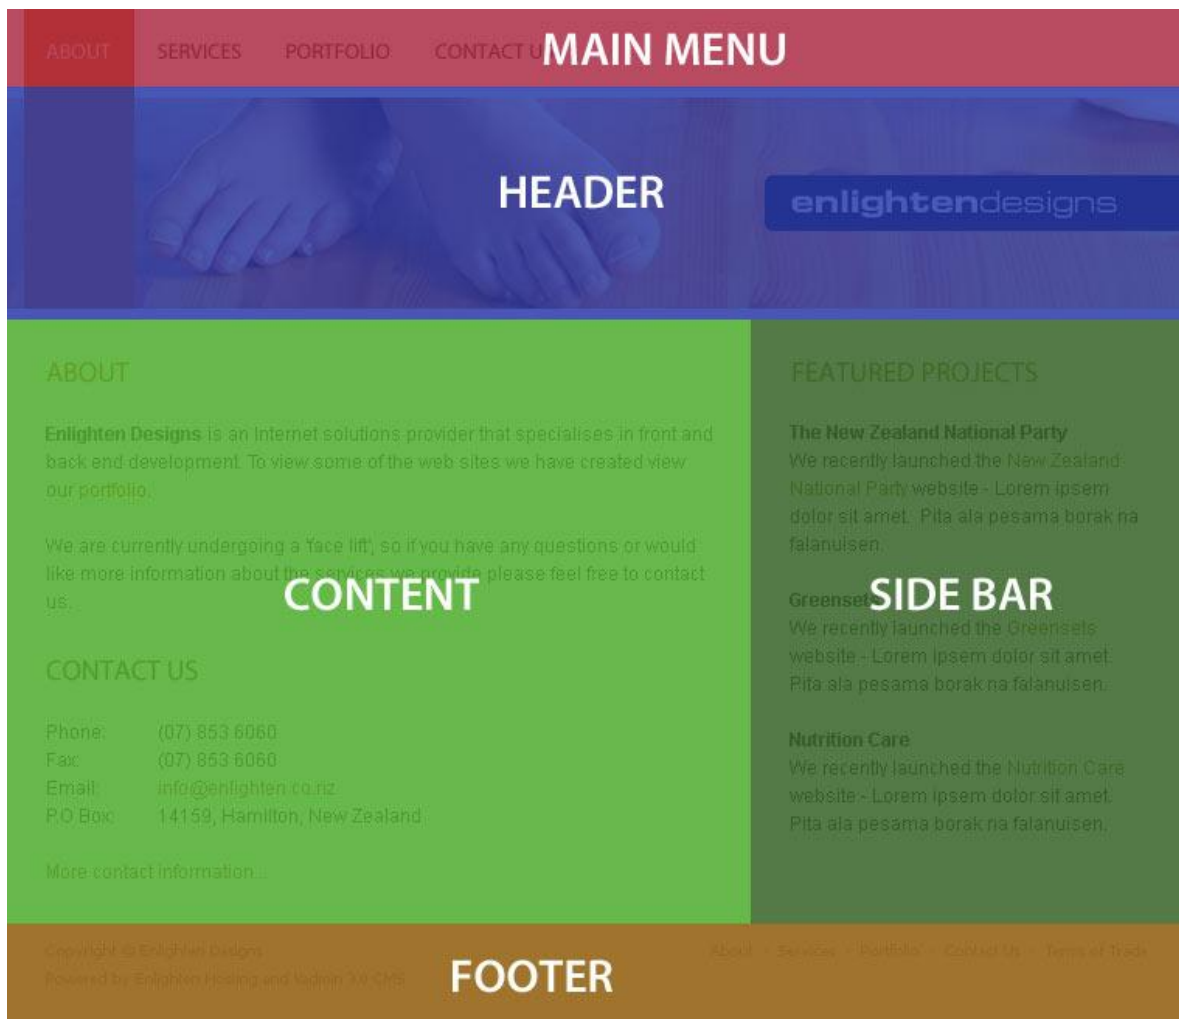 ABOUT SERVICES PORTFOLIO CONTACT U
MAIN MENU
HEADER
enlightendesigns
ABOUT
Enlighten Designs is an Internet solutions provider that specialises in front and
back end development. To view some of the web sites we have created view
our portfolio.
We are currently undergoing a 'face lift', so if you have any questions or would
like more information about the services we provide please feel free to contact
us.
CONTENT
CONTACT US
Phone: (07) 853 6060
Fax: (07) 853 6060
Email: info@enlighten.co.nz
P.O Box: 14159, Hamilton, New Zealand
More contact information...
FEATURED PROJECTS
The New Zealand National Party
We recently launched the New Zealand
National Party website - Lorem ipsem
dolor sit amet. Pita ala pesama borak na
falanuisen.
Greensets
SIDE BAR
We recently launched the Greensets
website - Lorem ipsem dolor sit amet.
Pita ala pesama borak na falanuisen.
Nutrition Care
We recently launched the Nutrition Care
website - Lorem ipsem dolor sit amet.
Pita ala pesama borak na falanuisen.
Copyright © Enlighten Designs
Powered by Enlighten Hosting and Vadmin 3.0 CMS
About - Services - Portfolio - Contact Us - Terms of Trade
FOOTER